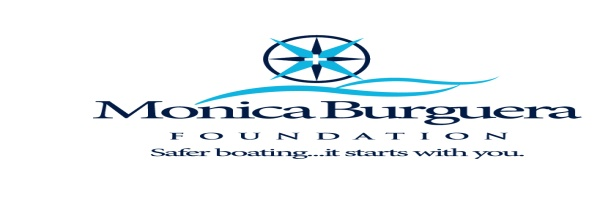 Monica Burguera
FOUNDATION
Safer boating...it starts with you.